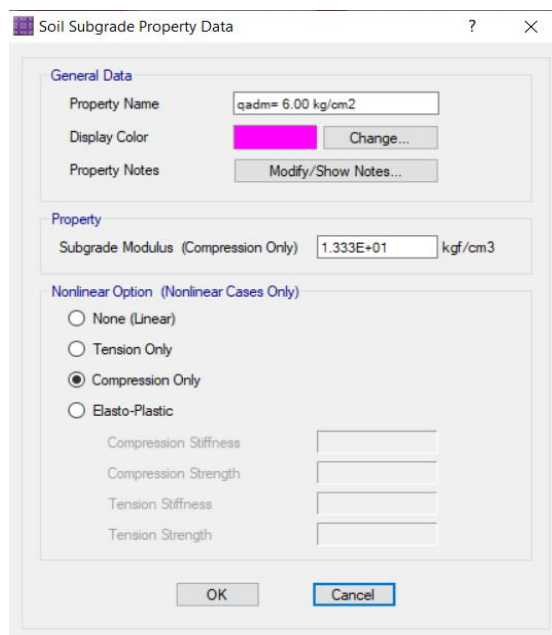 Soil Subgrade Property Data ?
General Data
Property Name qadm= 6.00 kg/cm2
Display Color Change...
Property Notes Modify/Show Notes...
Property
Subgrade Modulus (Compression Only) 1.333E+01 kgf/cm3
Nonlinear Option (Nonlinear Cases Only)
None (Linear)
Tension Only
Compression Only
Elasto-Plastic
Compression Stiffness
Compression Strength
Tension Stiffness
Tension Strength
OK Cancel